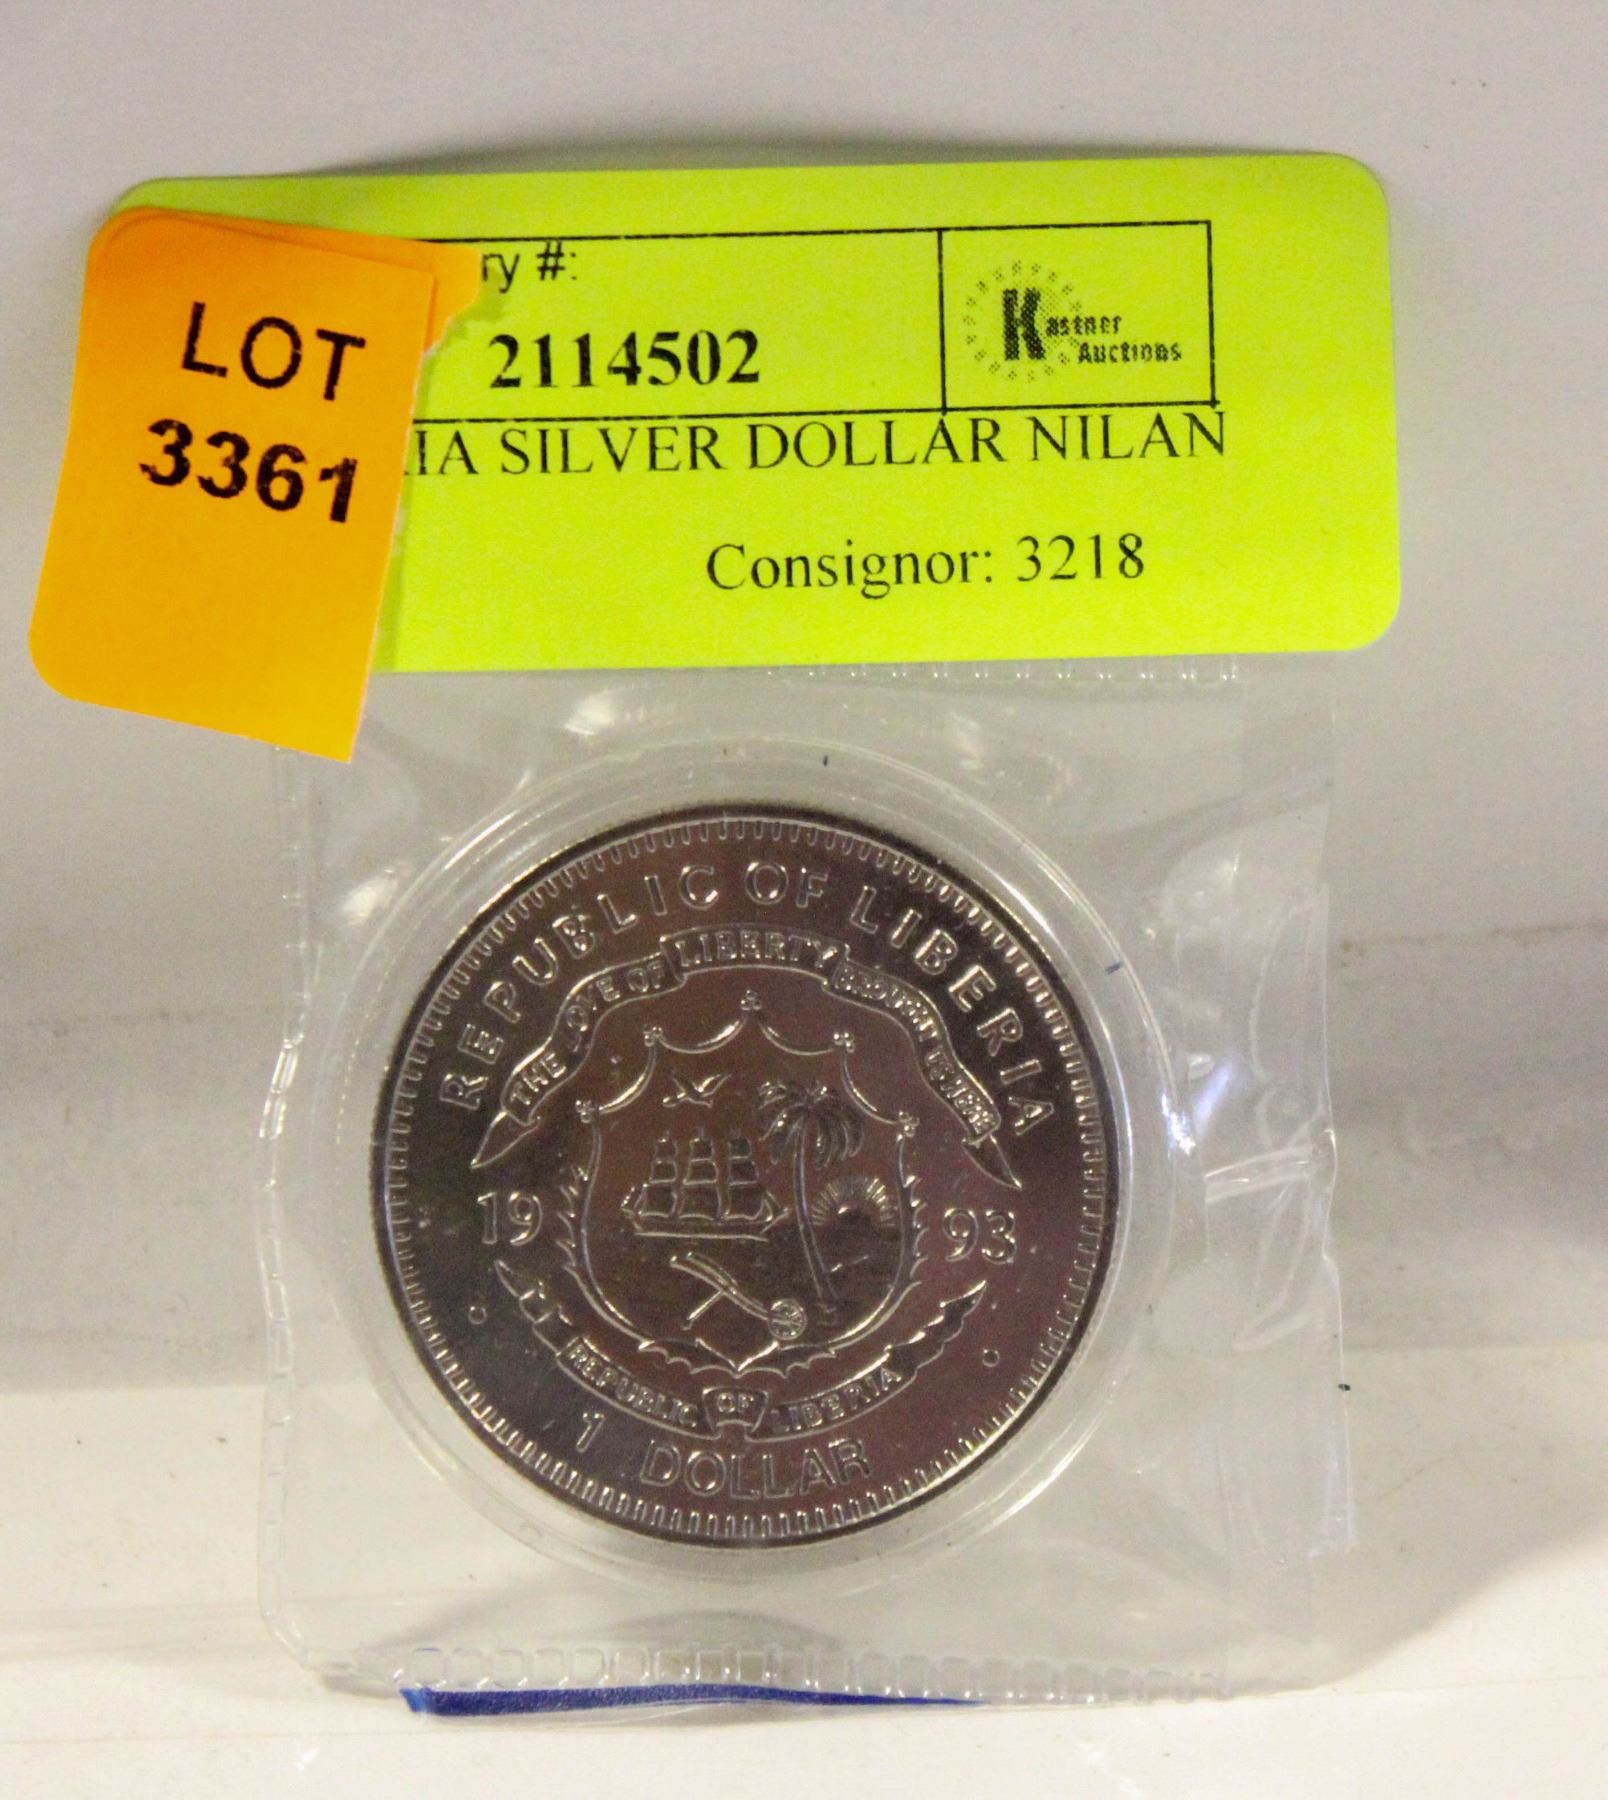 LOT
3361
ry #:
2114502
Kastner
Auctions
IA SILVER DOLLAR NILAN
Consignor: 3218
REPUBLIC OF LIBERIA
THE LOVE OF LIBERTY BROUGHT US HERE
19 93
REPUBLIC OF LIBERIA
1 DOLLAR